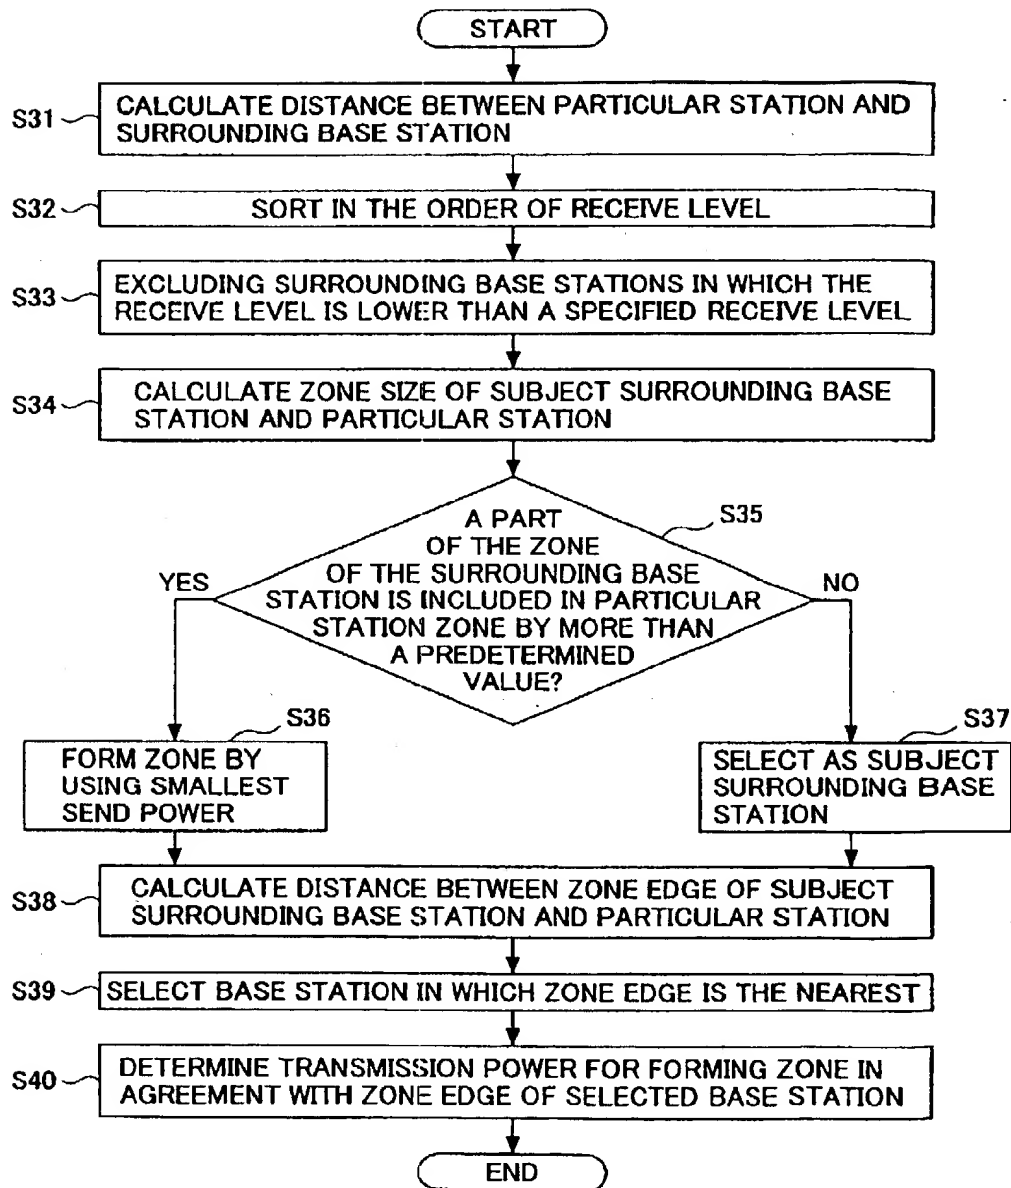 START
S31
CALCULATE DISTANCE BETWEEN PARTICULAR STATION AND
SURROUNDING BASE STATION
S32
SORT IN THE ORDER OF RECEIVE LEVEL
S33
EXCLUDING SURROUNDING BASE STATIONS IN WHICH THE
RECEIVE LEVEL IS LOWER THAN A SPECIFIED RECEIVE LEVEL
S34
CALCULATE ZONE SIZE OF SUBJECT SURROUNDING BASE
STATION AND PARTICULAR STATION
S35
A PART
OF THE ZONE
OF THE SURROUNDING BASE
STATION IS INCLUDED IN PARTICULAR
STATION ZONE BY MORE THAN
A PREDETERMINED
VALUE?
YES
NO
S36
FORM ZONE BY
USING SMALLEST
SEND POWER
S37
SELECT AS SUBJECT
SURROUNDING BASE
STATION
S38
CALCULATE DISTANCE BETWEEN ZONE EDGE OF SUBJECT
SURROUNDING BASE STATION AND PARTICULAR STATION
S39
SELECT BASE STATION IN WHICH ZONE EDGE IS THE NEAREST
S40
DETERMINE TRANSMISSION POWER FOR FORMING ZONE IN
AGREEMENT WITH ZONE EDGE OF SELECTED BASE STATION
END